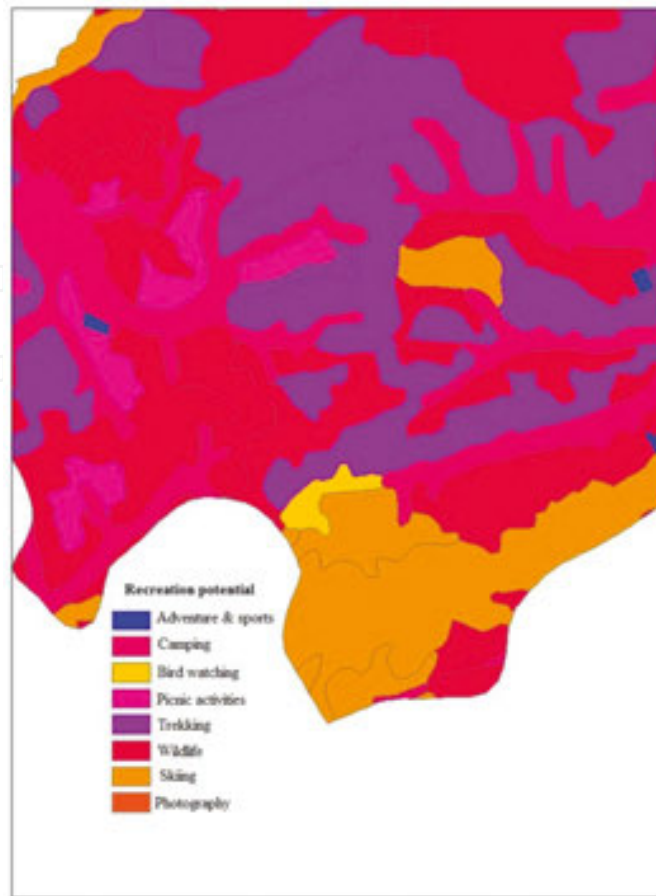 Recreation potential
Adventure & sports
Camping
Bird watching
Picnic activities
Trekking
Wildlife
Skiing
Photography